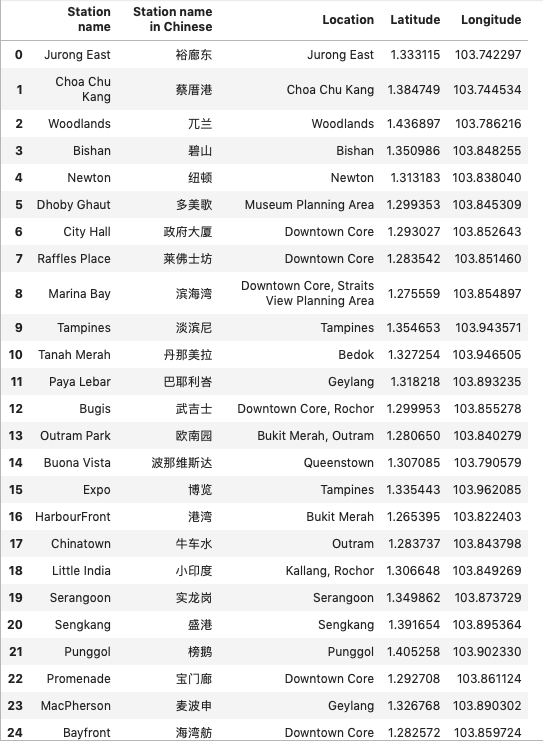 Station name Station name in Chinese Location Latitude Longitude
0 Jurong East 裕廊东 Jurong East 1.333115 103.742297
1 Choa Chu Kang 蔡厝港 Choa Chu Kang 1.384749 103.744534
2 Woodlands 兀兰 Woodlands 1.436897 103.786216
3 Bishan 碧山 Bishan 1.350986 103.848255
4 Newton 纽顿 Newton 1.313183 103.838040
5 Dhoby Ghaut 多美歌 Museum Planning Area 1.299353 103.845309
6 City Hall 政府大厦 Downtown Core 1.293027 103.852643
7 Raffles Place 莱佛士坊 Downtown Core 1.283542 103.851460
8 Marina Bay 滨海湾 Downtown Core, Straits View Planning Area 1.275559 103.854897
9 Tampines 淡滨尼 Tampines 1.354653 103.943571
10 Tanah Merah 丹那美拉 Bedok 1.327254 103.946505
11 Paya Lebar 巴耶利峇 Geylang 1.318218 103.893235
12 Bugis 武吉士 Downtown Core, Rochor 1.299953 103.855278
13 Outram Park 欧南园 Bukit Merah, Outram 1.280650 103.840279
14 Buona Vista 波那维斯达 Queenstown 1.307085 103.790579
15 Expo 博览 Tampines 1.335443 103.962085
16 HarbourFront 港湾 Bukit Merah 1.265395 103.822403
17 Chinatown 牛车水 Outram 1.283737 103.843798
18 Little India 小印度 Kallang, Rochor 1.306648 103.849269
19 Serangoon 实龙岗 Serangoon 1.349862 103.873729
20 Sengkang 盛港 Sengkang 1.391654 103.895364
21 Punggol 榜鹅 Punggol 1.405258 103.902330
22 Promenade 宝门廊 Downtown Core 1.292708 103.861124
23 MacPherson 麦波申 Geylang 1.326768 103.890302
24 Bayfront 海湾舫 Downtown Core 1.282572 103.859724